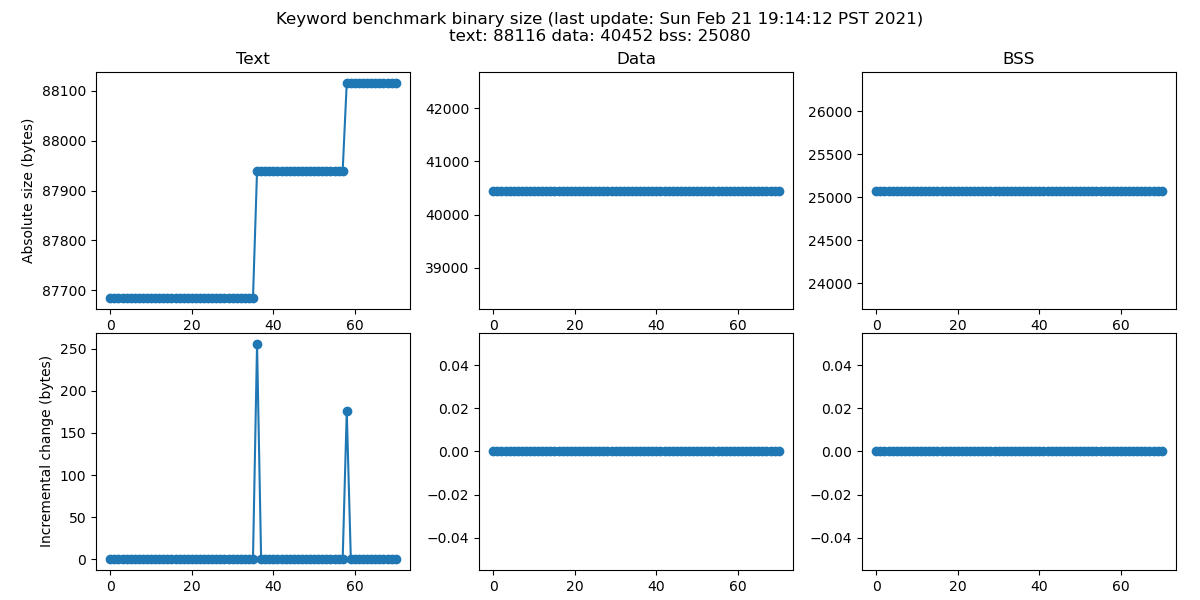 Keyword benchmark binary size (last update: Sun Feb 21 19:14:12 PST 2021)
text: 88116 data: 40452 bss: 25080
Text
Data
BSS
Absolute size (bytes)
88100
88000
87900
87800
87700
0 20 40 60
42000
41000
40000
39000
0 20 40 60
26000
25500
25000
24500
24000
0 20 40 60
Incremental change (bytes)
250
200
150
100
50
0
0 20 40 60
0.04
0.02
0.00
−0.02
−0.04
0 20 40 60
0.04
0.02
0.00
−0.02
−0.04
0 20 40 60